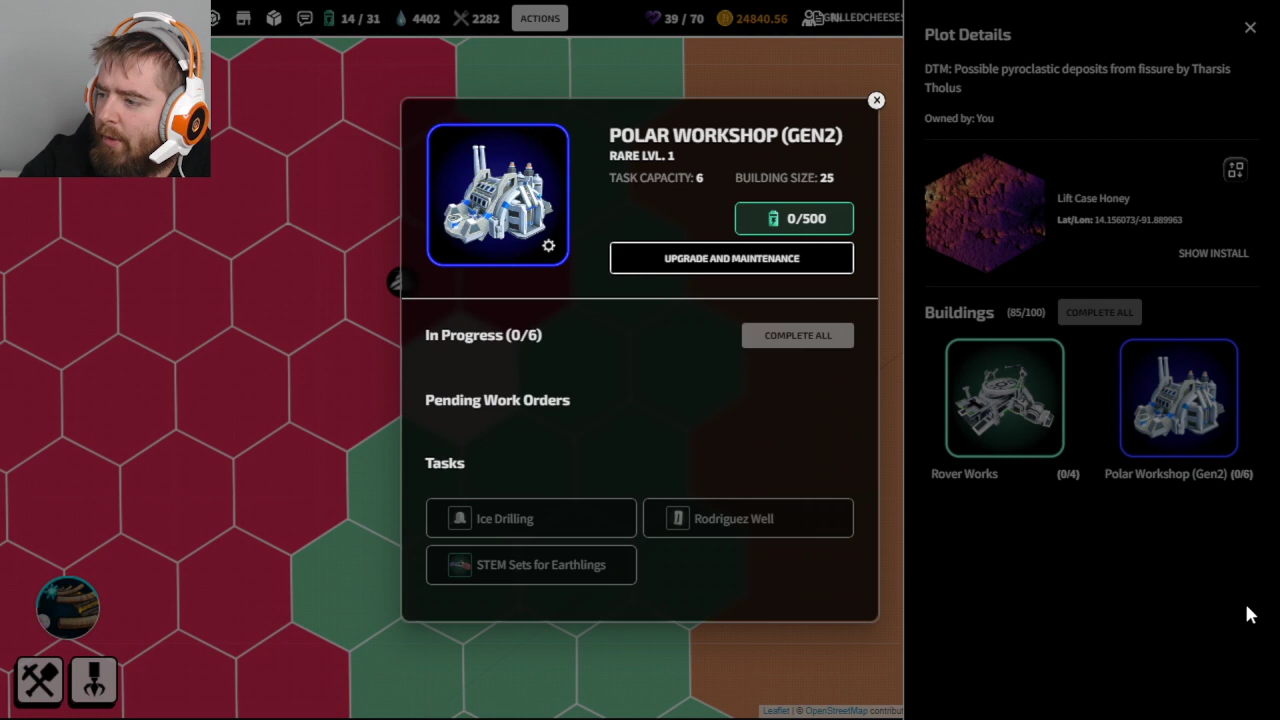 14 / 31
4402
2282
ACTIONS
39 / 70
24840.56
POLAR WORKSHOP (GEN2)
RARE LVL. 1
TASK CAPACITY: 6
BUILDING SIZE: 25
0/500
UPGRADE AND MAINTENANCE
In Progress (0/6)
COMPLETE ALL
Pending Work Orders
Tasks
Ice Drilling
Rodriguez Well
STEM Sets for Earthlings
Plot Details
DTM: Possible pyroclastic deposits from fissure by Tharsis
Tholus
Owned by: You
Lift Case Honey
Lat/Lon: 14.156073/-91.889963
SHOW INSTALL
Buildings (85/100)
COMPLETE ALL
Rover Works (0/4)
Polar Workshop (Gen2) (0/6)
Leaflet | © OpenStreetMap contribu